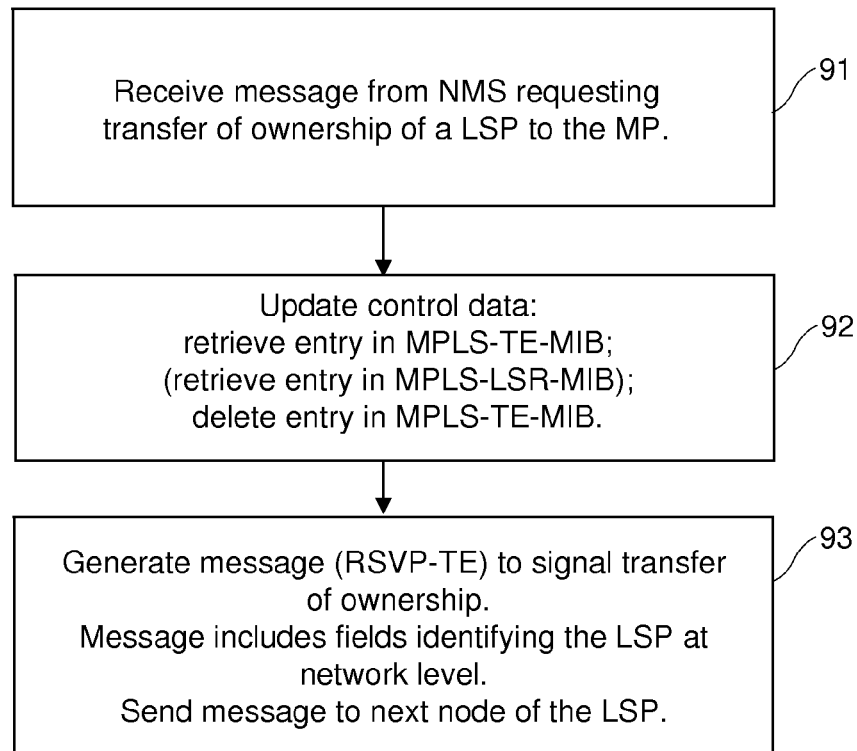 Receive message from NMS requesting
transfer of ownership of a LSP to the MP.
91
Update control data:
retrieve entry in MPLS-TE-MIB;
(retrieve entry in MPLS-LSR-MIB);
delete entry in MPLS-TE-MIB.
92
Generate message (RSVP-TE) to signal transfer
of ownership.
Message includes fields identifying the LSP at
network level.
Send message to next node of the LSP.
93